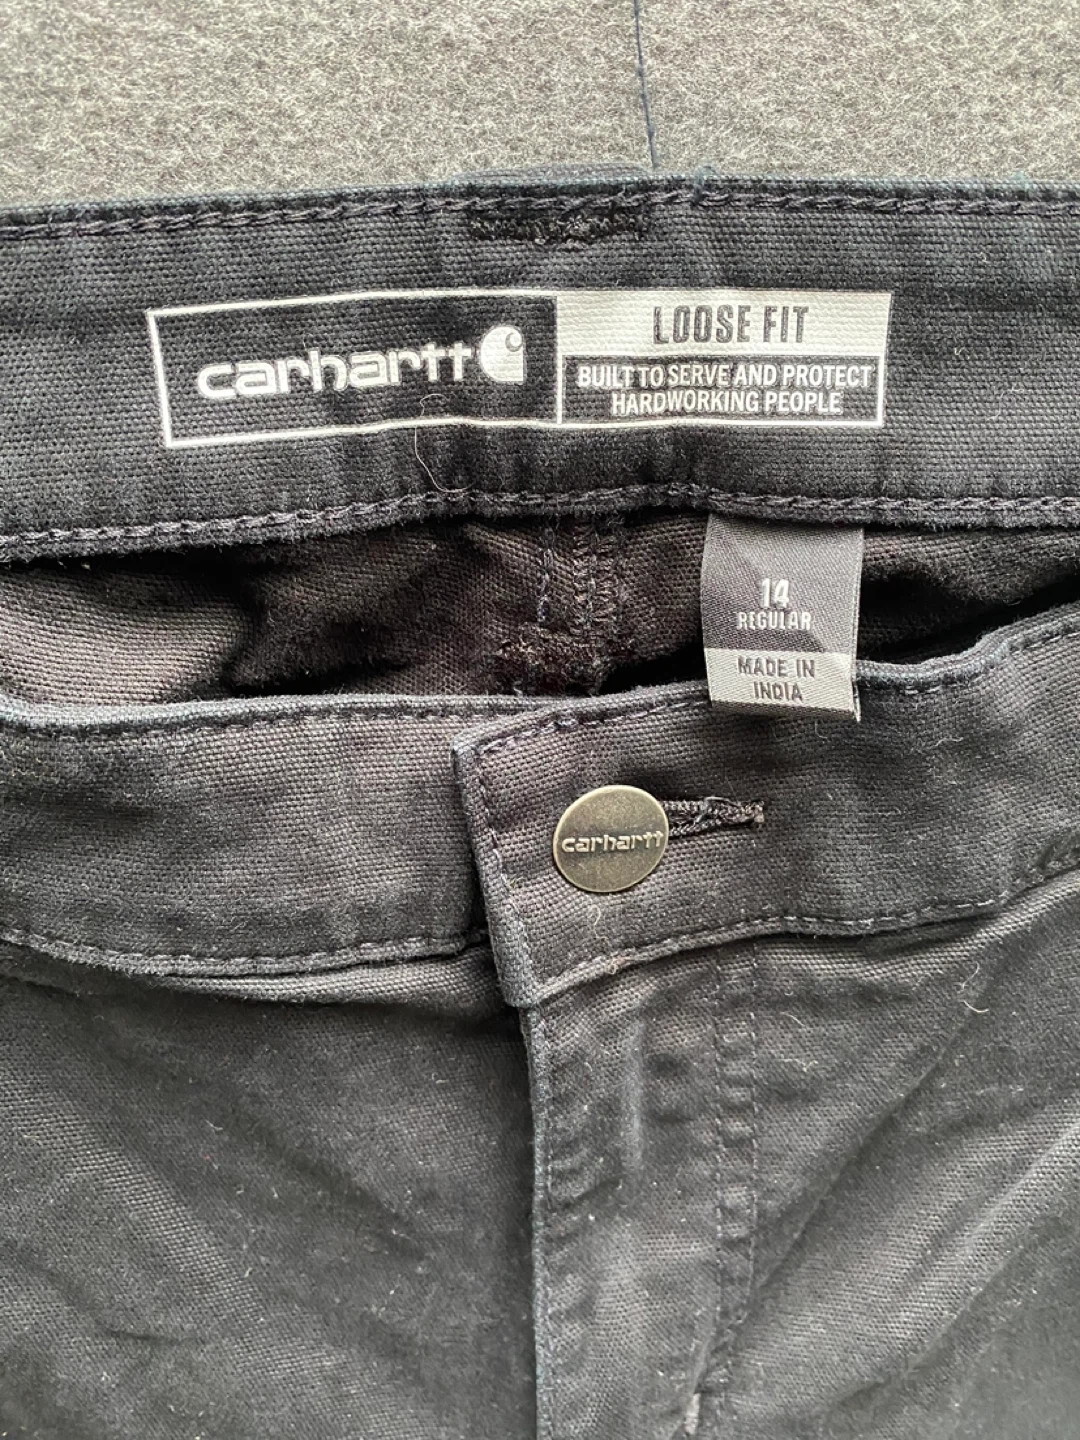 carhartt
LOOSE FIT
BUILT TO SERVE AND PROTECT
HARDWORKING PEOPLE
14
REGULAR
MADE IN
INDIA
carhartt